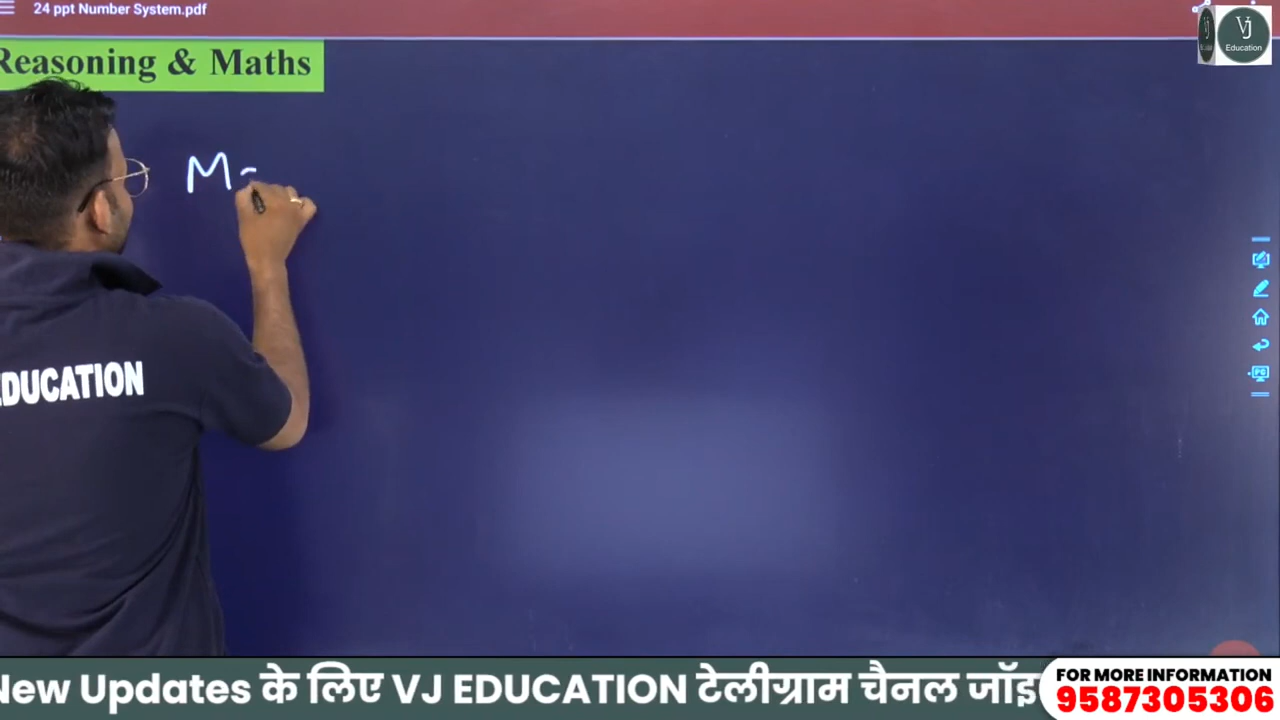 24 ppt Number System.pdf
VJ
Education
Reasoning & Maths
M
EDUCATION
New Updates के लिए VJ EDUCATION टेलीग्राम चैनल जॉइ
FOR MORE INFORMATION
9587305306